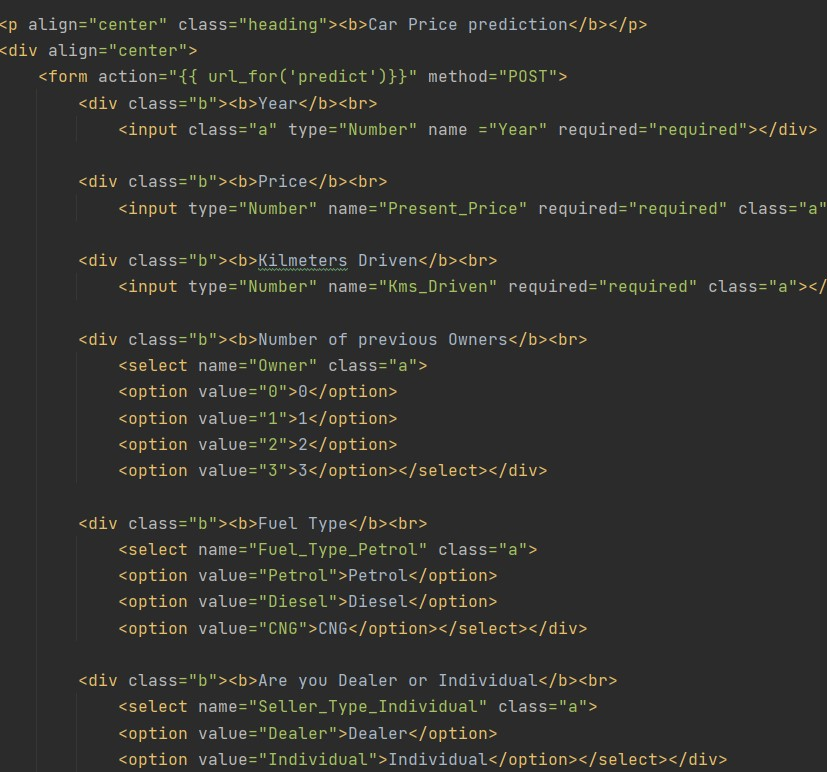 <p align="center" class="heading"><b>Car Price prediction</b></p>
<div align="center">
<form action="{{ url_for('predict')}}" method="POST">
<div class="b"><b>Year</b><br>
<input class="a" type="Number" name ="Year" required="required"></div>
<div class="b"><b>Price</b><br>
<input type="Number" name="Present_Price" required="required" class="a"
<div class="b"><b>Kilmeters Driven</b><br>
<input type="Number" name="Kms_Driven" required="required" class="a"></
<div class="b"><b>Number of previous Owners</b><br>
<select name="Owner" class="a">
<option value="0">0</option>
<option value="1">1</option>
<option value="2">2</option>
<option value="3">3</option></select></div>
<div class="b"><b>Fuel Type</b><br>
<select name="Fuel_Type_Petrol" class="a">
<option value="Petrol">Petrol</option>
<option value="Diesel">Diesel</option>
<option value="CNG">CNG</option></select></div>
<div class="b"><b>Are you Dealer or Individual</b><br>
<select name="Seller_Type_Individual" class="a">
<option value="Dealer">Dealer</option>
<option value="Individual">Individual</option></select></div>